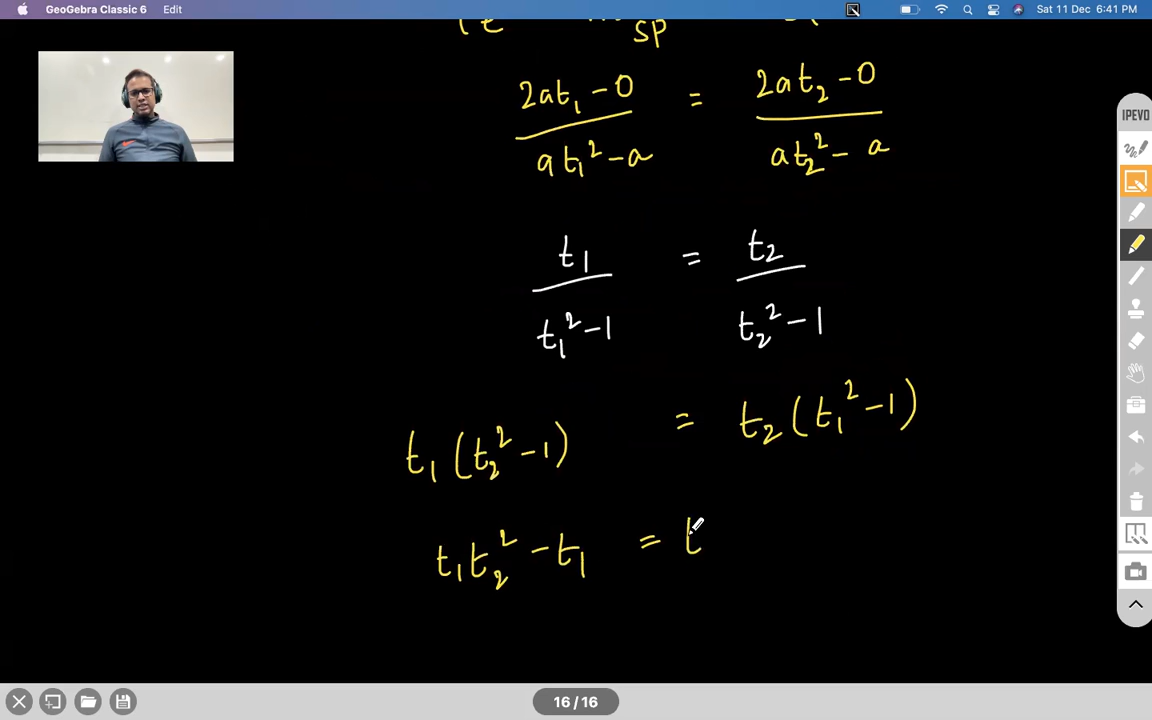 GeoGebra Classic 6 Edit Sat 11 Dec 6:41 PM
SP
2at₁ - 0 / at₁² - a = 2at₂ - 0 / at₂² - a
t₁ / t₁² - 1 = t₂ / t₂² - 1
t₁(t₂² - 1) = t₂(t₁² - 1)
t₁t₂² - t₁ = t
IPEVO
16/16